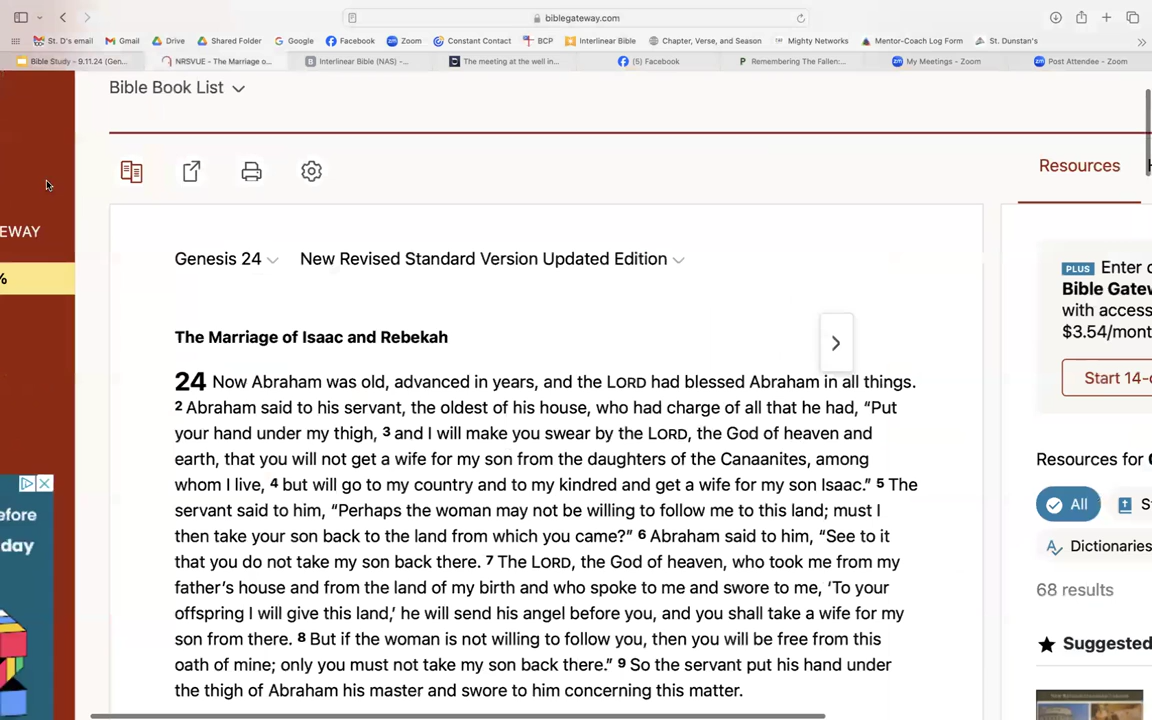 biblegateway.com
St. D's email Gmail Drive Shared Folder Google Facebook Zoom Constant Contact BCP Interlinear Bible Chapter, Verse, and Season Mighty Networks Mentor-Coach Log Form St. Dunstan's
Bible Study - 9.11.24 (Gen... NRSVUE - The Marriage o... Interlinear Bible (NAS) -... The meeting at the well in... (5) Facebook Remembering The Fallen:... My Meetings - Zoom Post Attendee - Zoom
Bible Book List
Resources
EWAY
%
Genesis 24 New Revised Standard Version Updated Edition
PLUS Enter
Bible Gatew
with access
$3.54/mont
Start 14-
The Marriage of Isaac and Rebekah
24 Now Abraham was old, advanced in years, and the LORD had blessed Abraham in all things.
2 Abraham said to his servant, the oldest of his house, who had charge of all that he had, “Put
your hand under my thigh, 3 and I will make you swear by the LORD, the God of heaven and
earth, that you will not get a wife for my son from the daughters of the Canaanites, among
whom I live, 4 but will go to my country and to my kindred and get a wife for my son Isaac.” 5 The
servant said to him, “Perhaps the woman may not be willing to follow me to this land; must I
then take your son back to the land from which you came?” 6 Abraham said to him, “See to it
that you do not take my son back there. 7 The LORD, the God of heaven, who took me from my
father’s house and from the land of my birth and who spoke to me and swore to me, ‘To your
offspring I will give this land,’ he will send his angel before you, and you shall take a wife for my
son from there. 8 But if the woman is not willing to follow you, then you will be free from this
oath of mine; only you must not take my son back there.” 9 So the servant put his hand under
the thigh of Abraham his master and swore to him concerning this matter.
Resources for
All S
Dictionaries
68 results
Suggested
efore
day